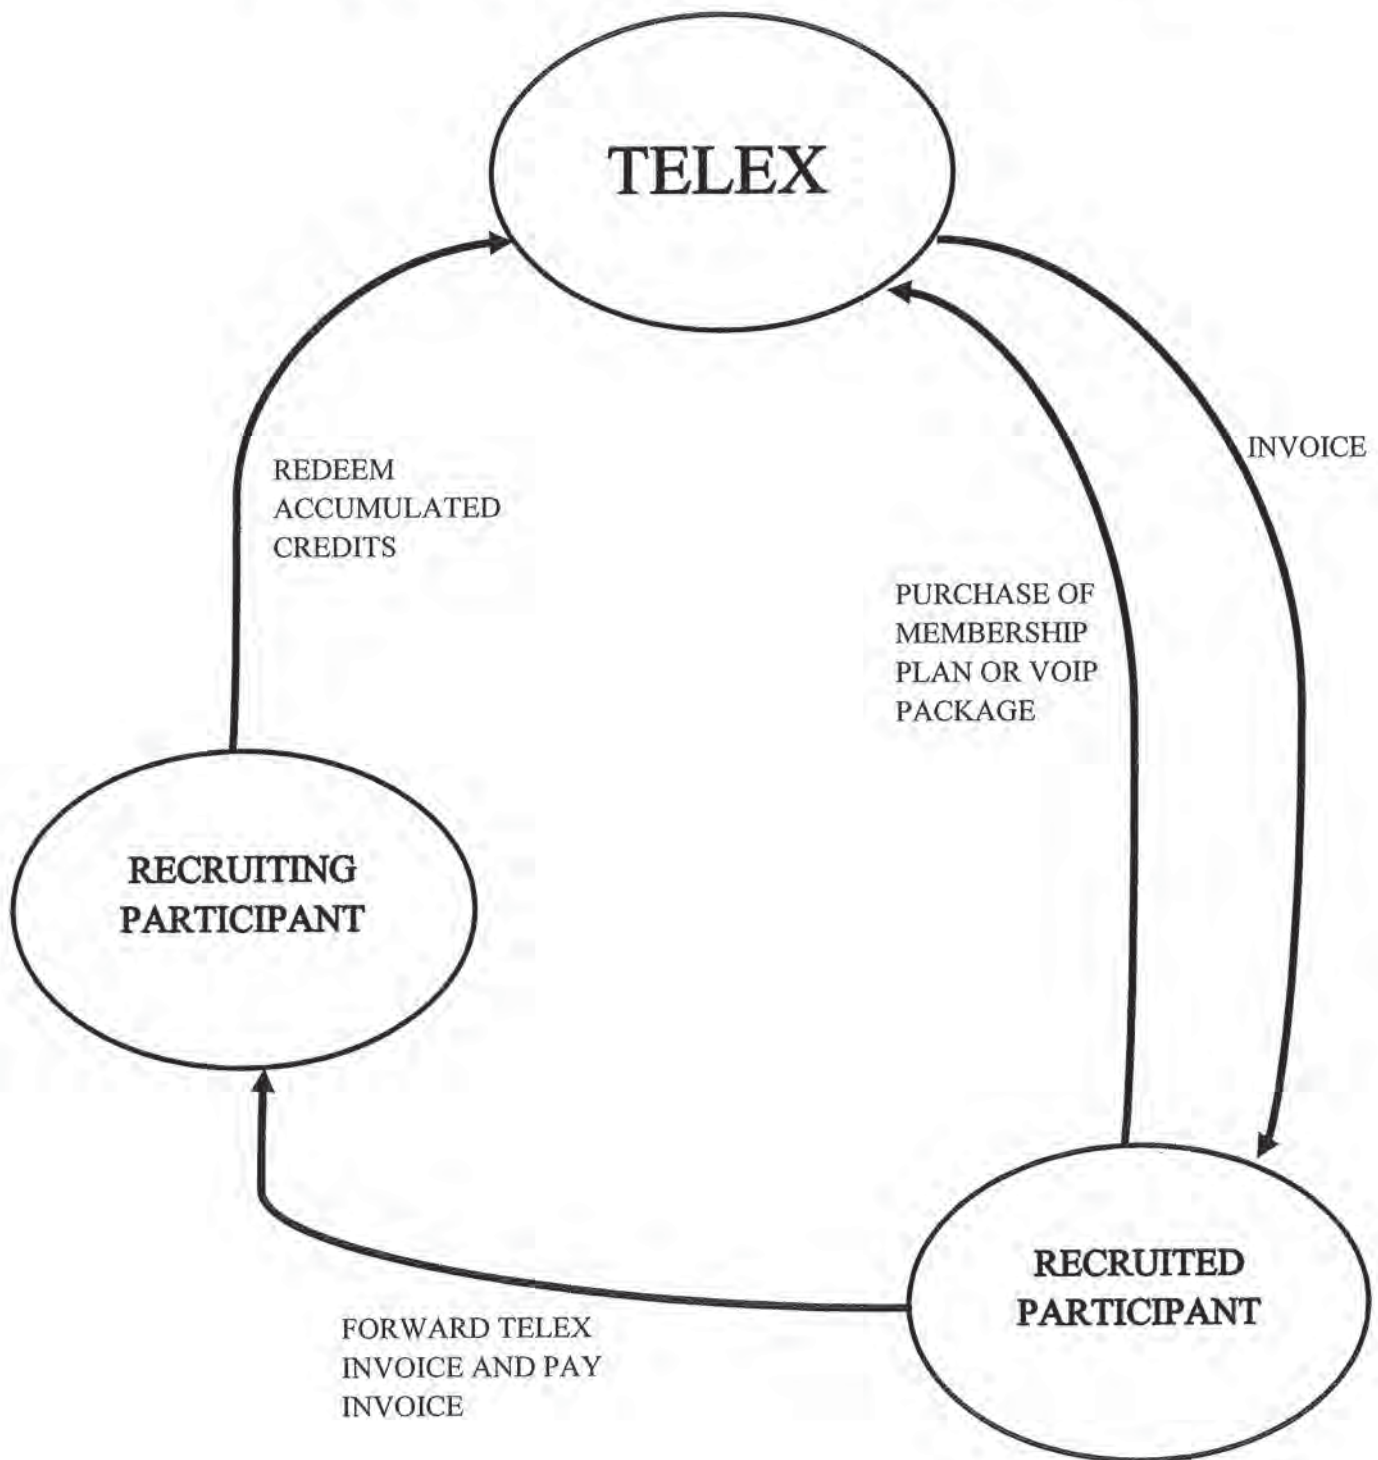 TELEX
INVOICE
REDEEM
ACCUMULATED
CREDITS
PURCHASE OF
MEMBERSHIP
PLAN OR VOIP
PACKAGE
RECRUITING
PARTICIPANT
RECRUITED
PARTICIPANT
FORWARD TELEX
INVOICE AND PAY
INVOICE